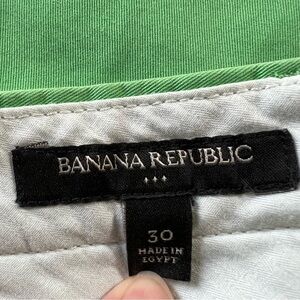 BANANA REPUBLIC
30
MADE IN
EGYPT